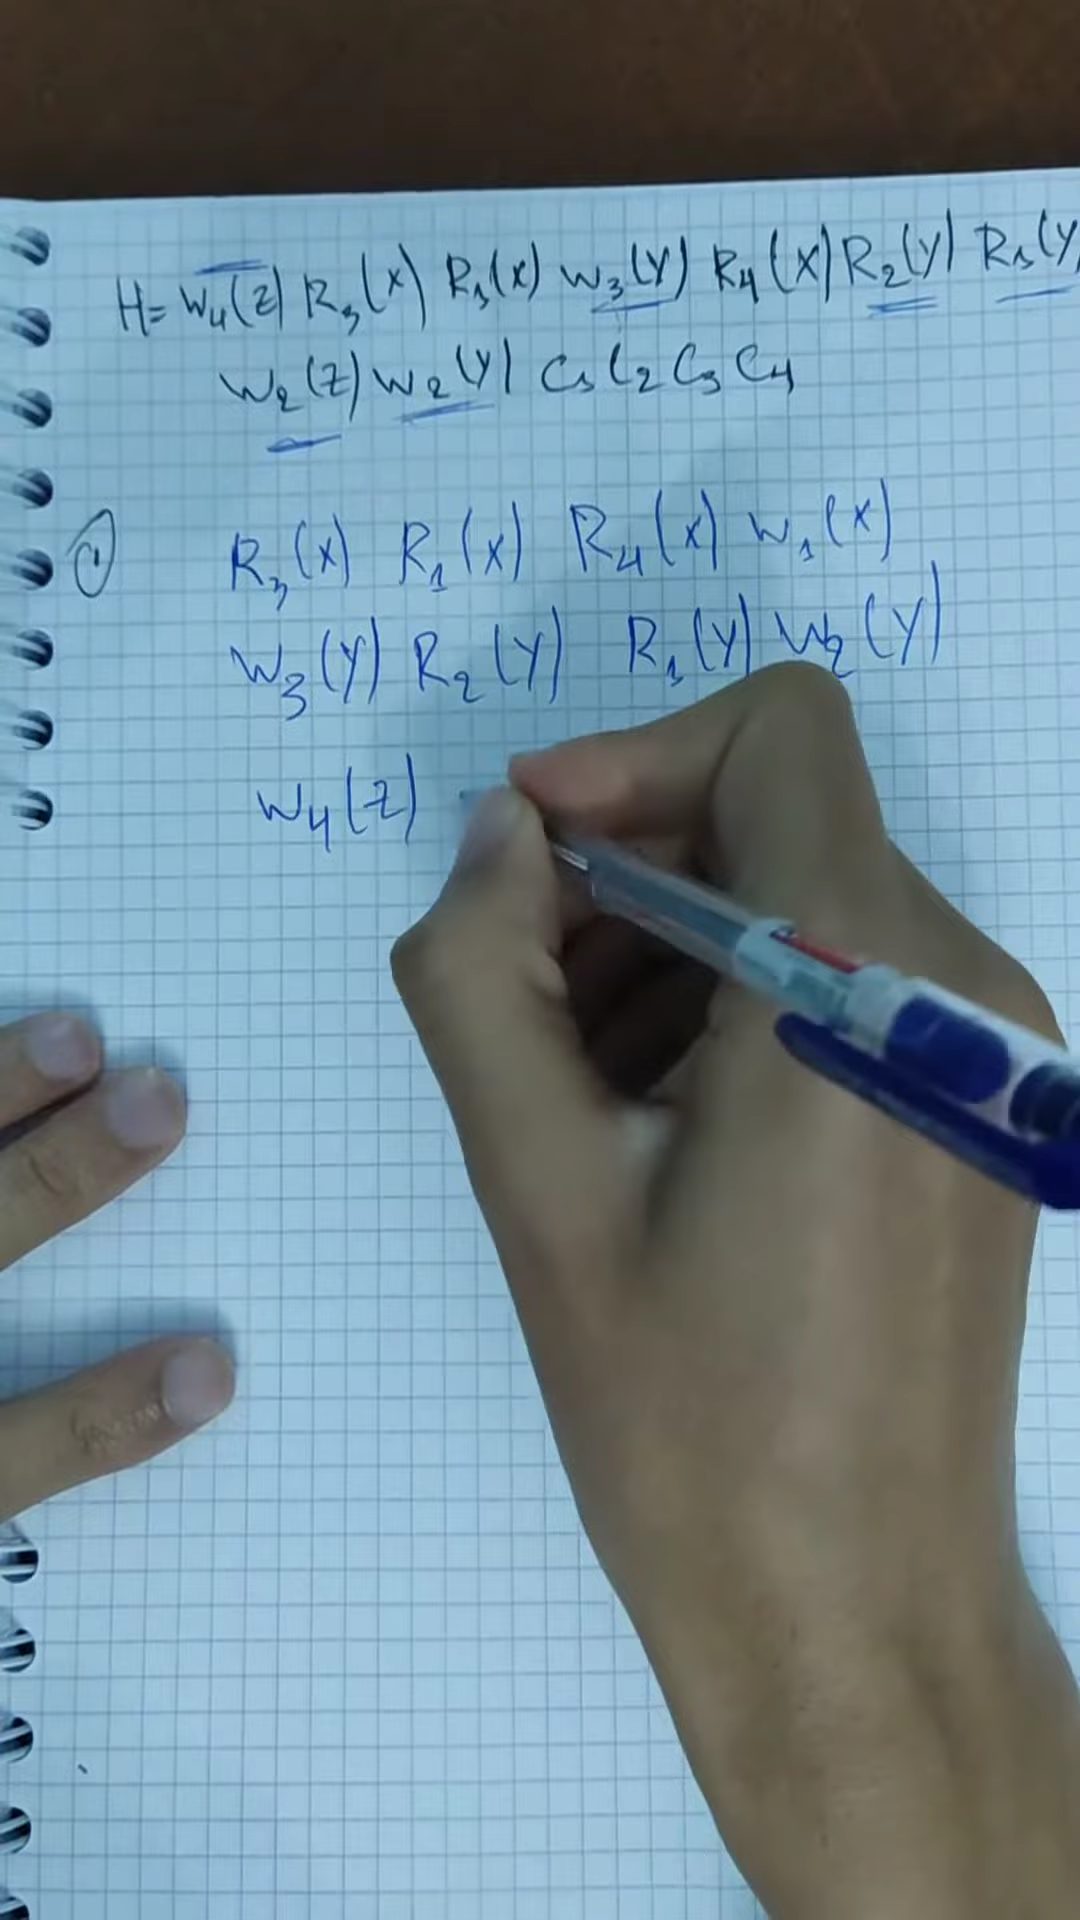 H= W4(Z) R3(X) R1(X) W3(Y) R4(X) R2(Y) R1(Y
W2(Z) W2(Y) C1 C2 C3 C4
1 R3(X) R1(X) R4(X) W1(X)
W3(Y) R2(Y) R1(Y) W2(Y)
W4(Z)